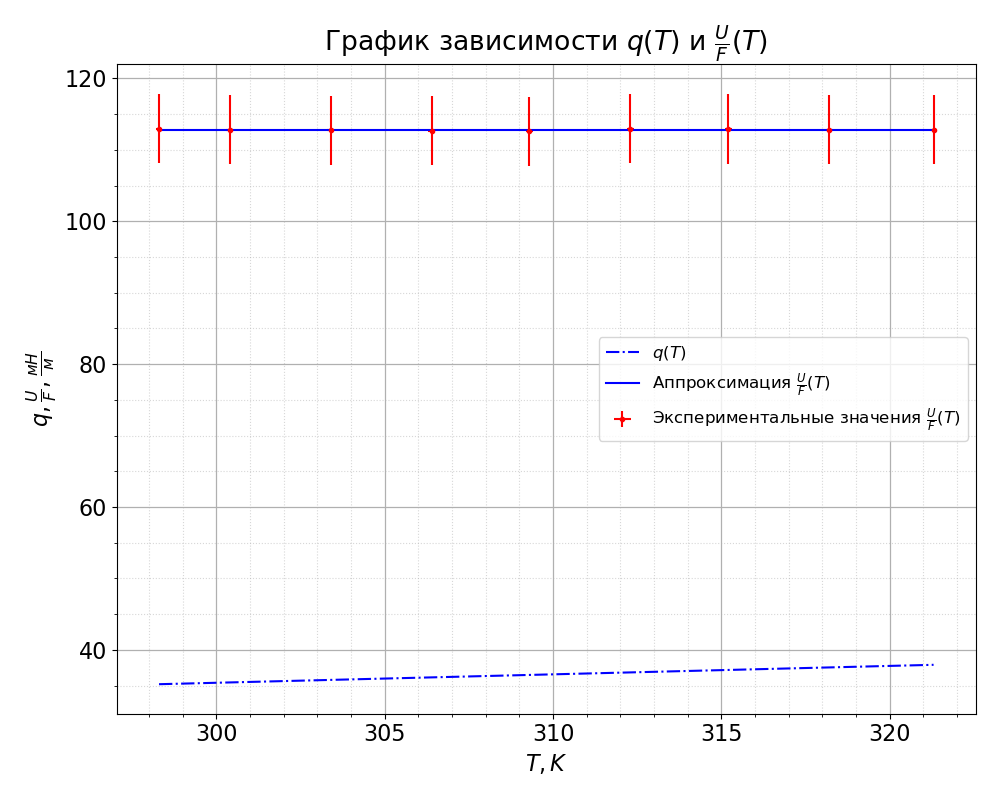 График зависимости q(T) и U/F(T)
120
100
80
60
40
q, U/F, мН/м
q(T)
Аппроксимация U/F(T)
Экспериментальные значения U/F(T)
300 305 310 315 320
T, K